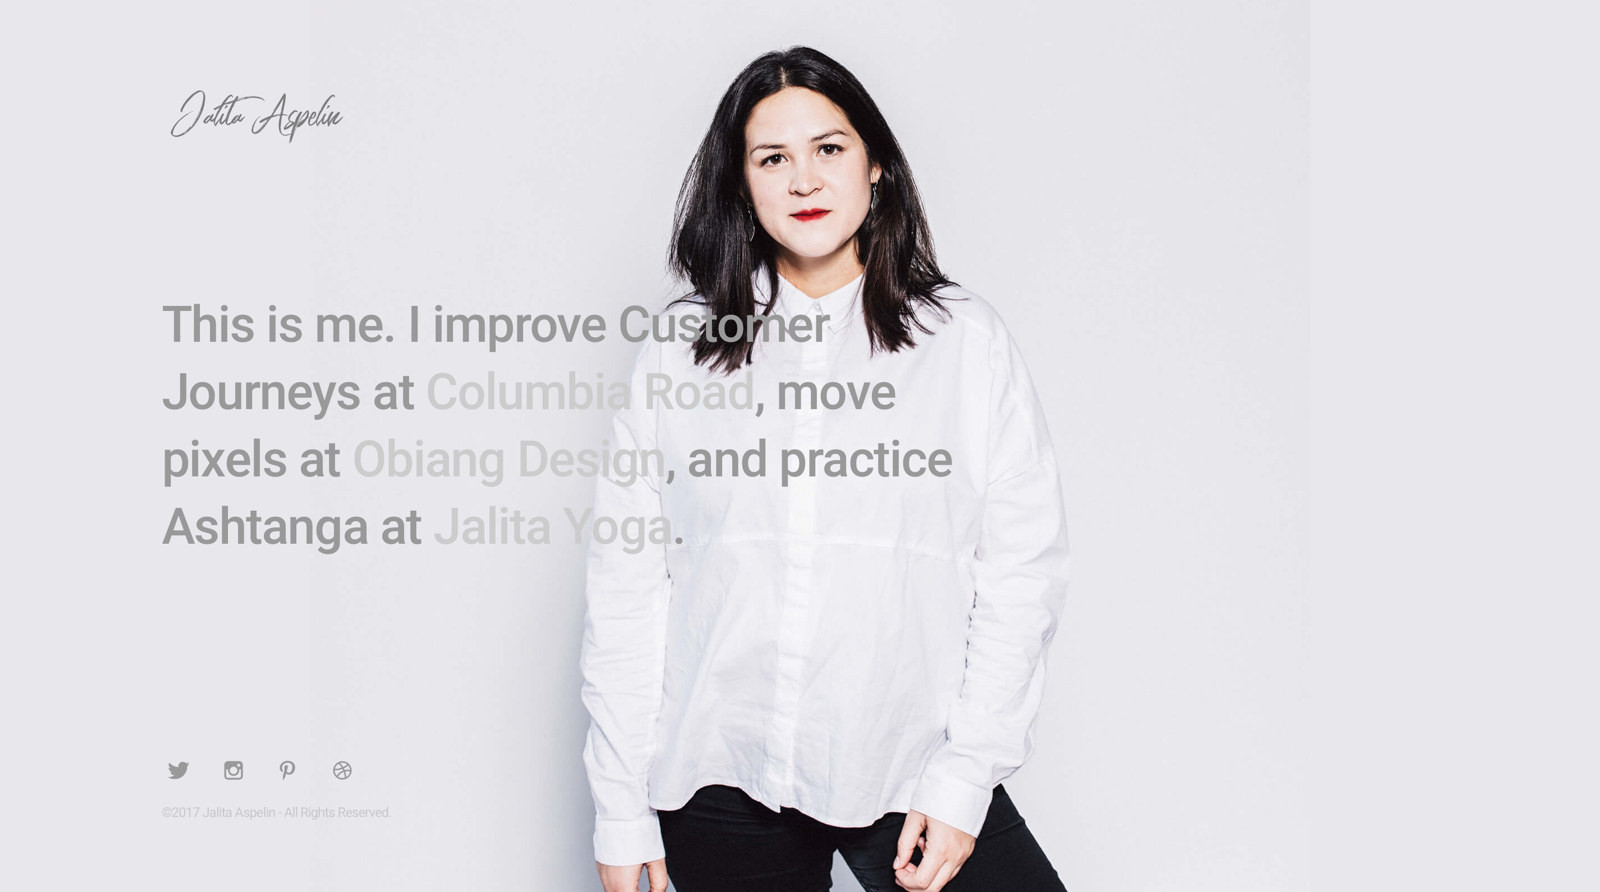 Jalita Aspelin
This is me. I improve Customer
Journeys at Columbia Road, move
pixels at Obiang Design, and practice
Ashtanga at Jalita Yoga.
©2017 Jalita Aspelin - All Rights Reserved.